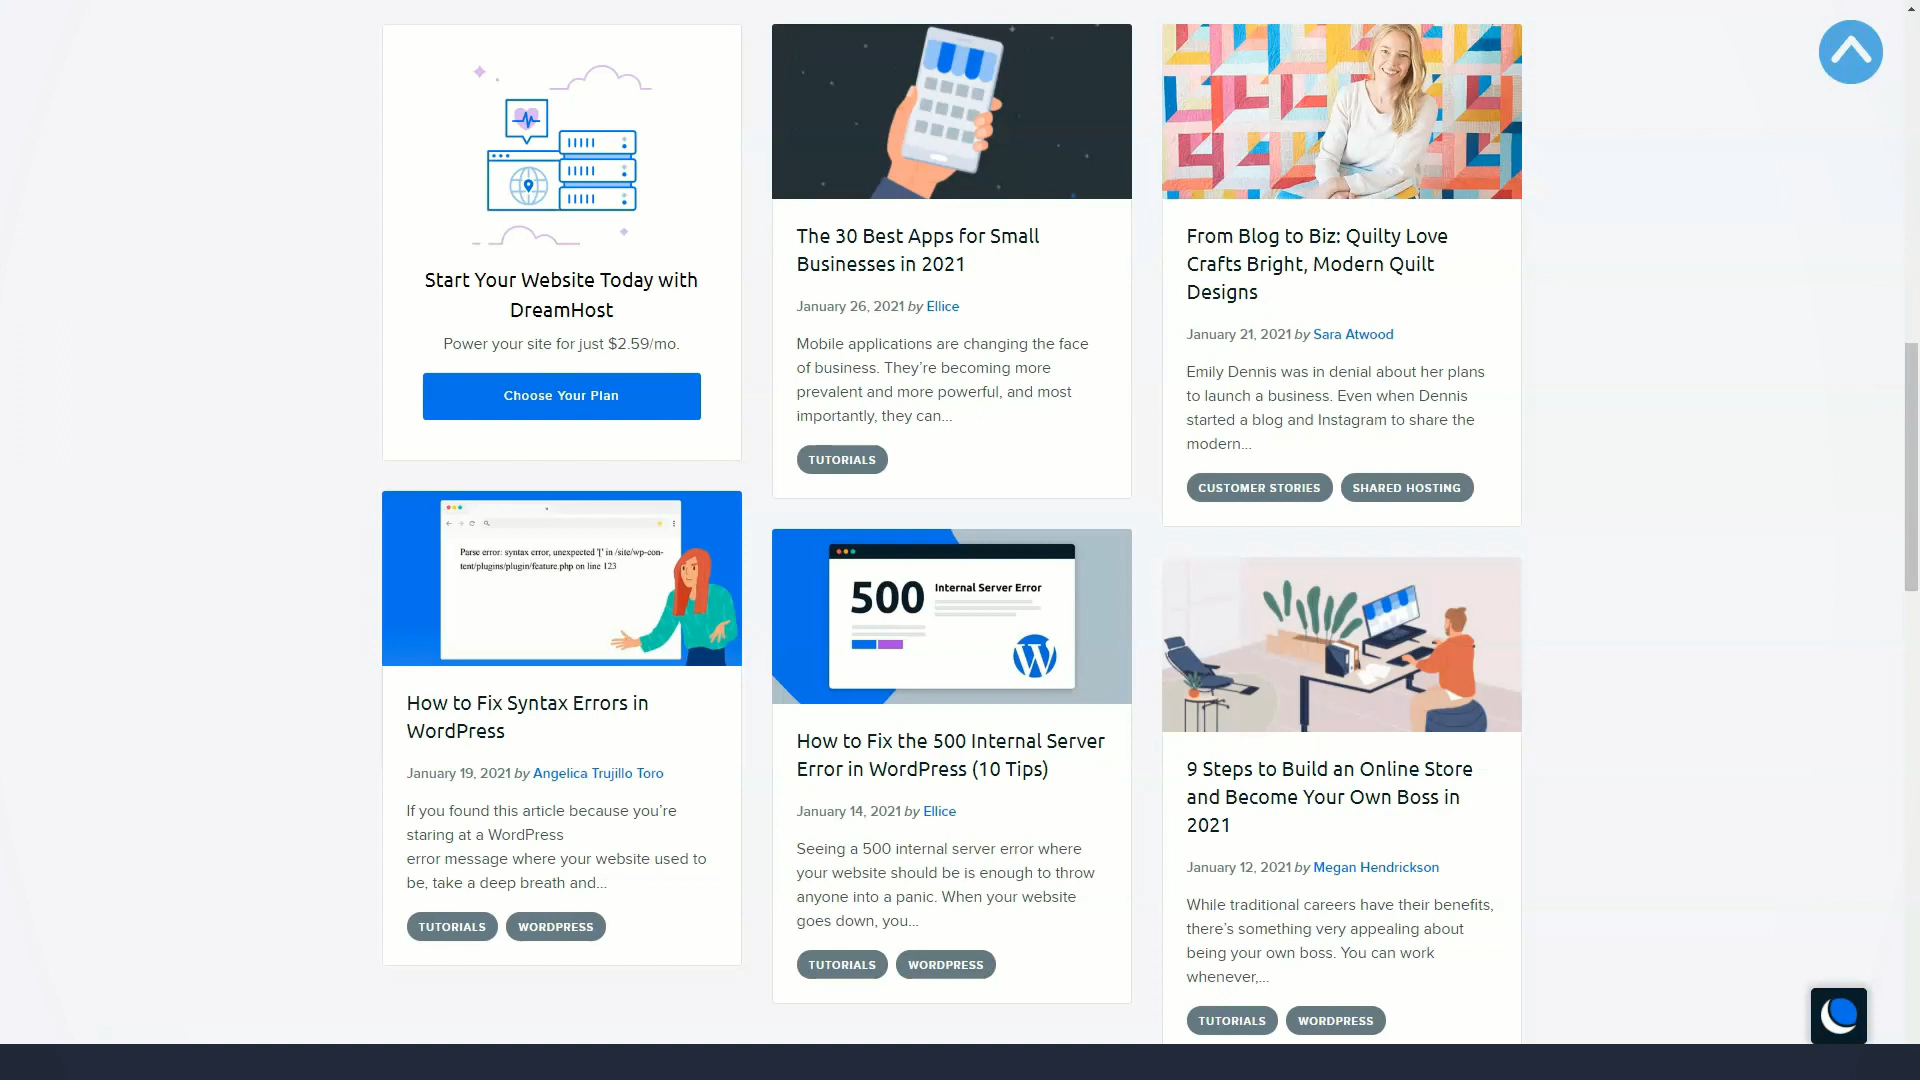 Start Your Website Today with
DreamHost
Power your site for just $2.59/mo.
Choose Your Plan
The 30 Best Apps for Small
Businesses in 2021
January 26, 2021 by Ellice
Mobile applications are changing the face
of business. They’re becoming more
prevalent and more powerful, and most
importantly, they can...
TUTORIALS
From Blog to Biz: Quilty Love
Crafts Bright, Modern Quilt
Designs
January 21, 2021 by Sara Atwood
Emily Dennis was in denial about her plans
to launch a business. Even when Dennis
started a blog and Instagram to share the
modern...
CUSTOMER STORIES SHARED HOSTING
Parse error: syntax error, unexpected '[' in /site/wp-con-
tent/plugins/plugin/feature.php on line 123
How to Fix Syntax Errors in
WordPress
January 19, 2021 by Angelica Trujillo Toro
If you found this article because you’re
staring at a WordPress
error message where your website used to
be, take a deep breath and...
TUTORIALS WORDPRESS
500 Internal Server Error
How to Fix the 500 Internal Server
Error in WordPress (10 Tips)
January 14, 2021 by Ellice
Seeing a 500 internal server error where
your website should be is enough to throw
anyone into a panic. When your website
goes down, you...
TUTORIALS WORDPRESS
9 Steps to Build an Online Store
and Become Your Own Boss in
2021
January 12, 2021 by Megan Hendrickson
While traditional careers have their benefits,
there’s something very appealing about
being your own boss. You can work
whenever,...
TUTORIALS WORDPRESS